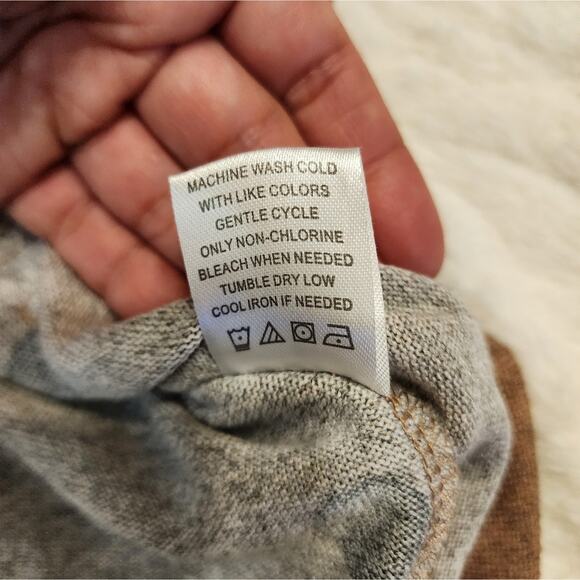 MACHINE WASH COLD
WITH LIKE COLORS
GENTLE CYCLE
ONLY NON-CHLORINE
BLEACH WHEN NEEDED
TUMBLE DRY LOW
COOL IRON IF NEEDED